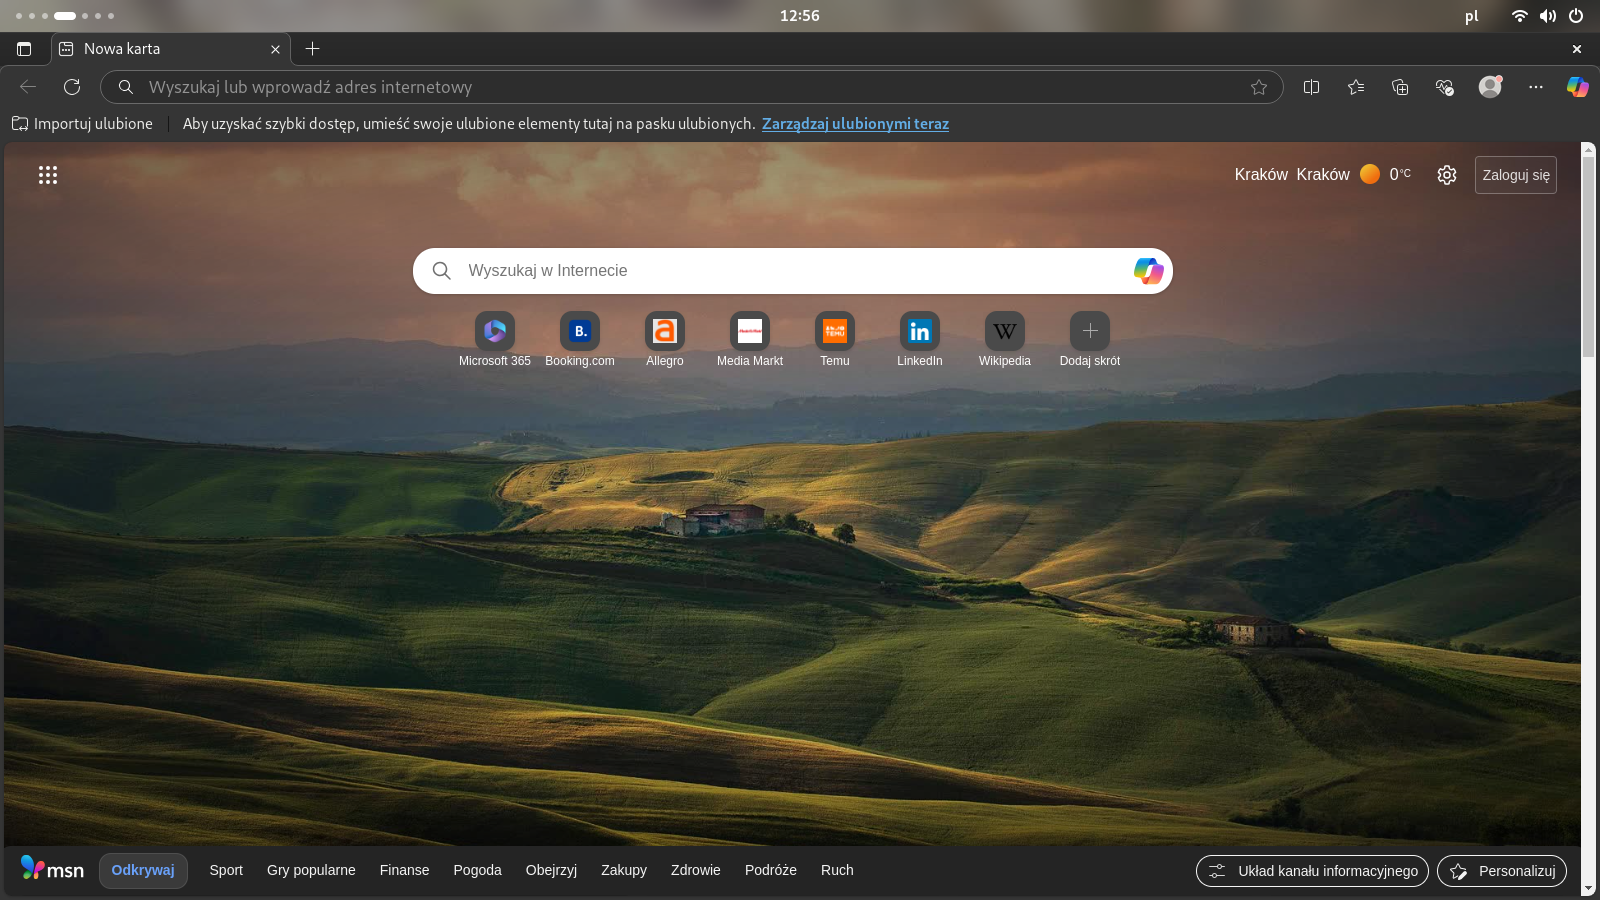 12:56
pl
Nowa karta
Wyszukaj lub wprowadź adres internetowy
Importuj ulubione
Aby uzyskać szybki dostęp, umieść swoje ulubione elementy tutaj na pasku ulubionych. Zarządzaj ulubionymi teraz
Kraków Kraków 0°C
Zaloguj się
Wyszukaj w Internecie
B.
a
TEMU
in
W
Microsoft 365
Booking.com
Allegro
Media Markt
Temu
LinkedIn
Wikipedia
Dodaj skrót
msn
Odkrywaj
Sport
Gry popularne
Finanse
Pogoda
Obejrzyj
Zakupy
Zdrowie
Podróże
Ruch
Układ kanału informacyjnego
Personalizuj